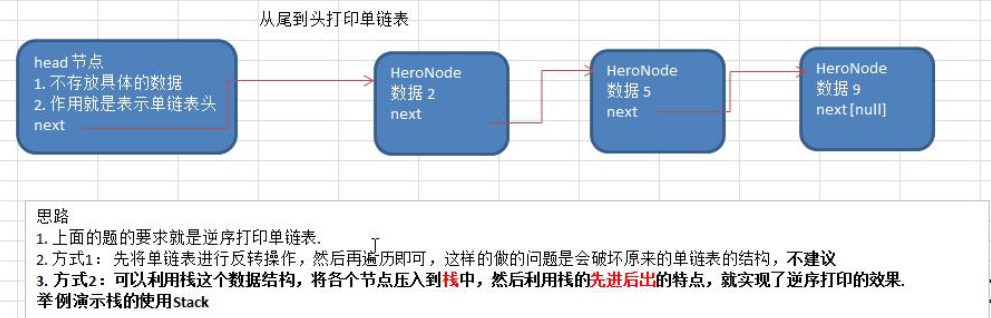 从尾到头打印单链表
head 节点
1. 不存放具体的数据
2. 作用就是表示单链表头
next
HeroNode
数据 2
next
HeroNode
数据 5
next
HeroNode
数据 9
next [null]
思路
1. 上面的题的要求就是逆序打印单链表.
2. 方式1: 先将单链表进行反转操作，然后再遍历即可，这样的做的问题是会破坏原来的单链表的结构，不建议
3. 方式2：可以利用栈这个数据结构，将各个节点压入到栈中，然后利用栈的先进后出的特点，就实现了逆序打印的效果.
举例演示栈的使用Stack